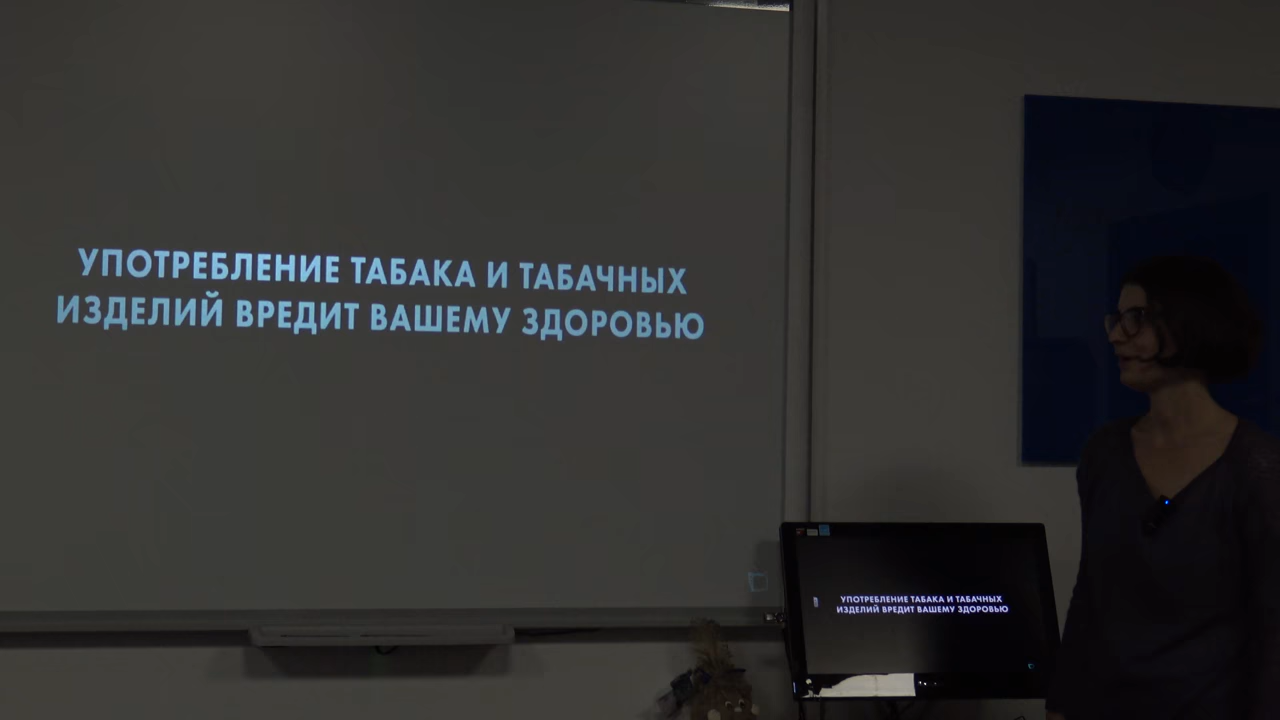 УПОТРЕБЛЕНИЕ ТАБАКА И ТАБАЧНЫХ
ИЗДЕЛИЙ ВРЕДИТ ВАШЕМУ ЗДОРОВЬЮ
УПОТРЕБЛЕНИЕ ТАБАКА И ТАБАЧНЫХ
ИЗДЕЛИЙ ВРЕДИТ ВАШЕМУ ЗДОРОВЬЮ